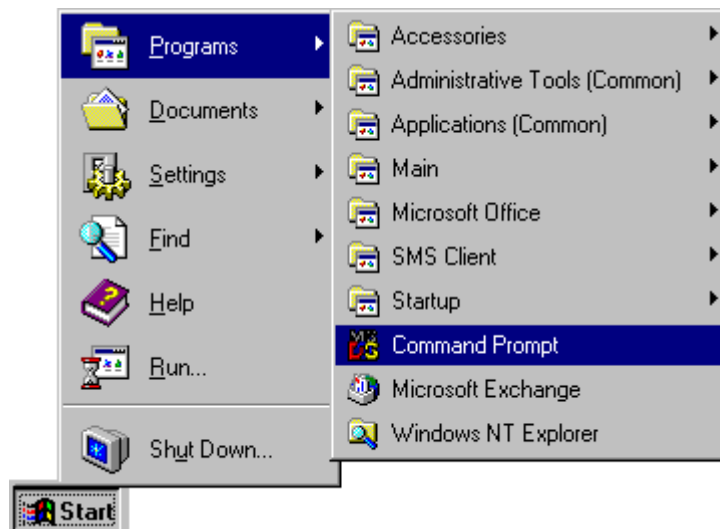 Programs
Documents
Settings
Find
Help
Run...
Shut Down...
Start
Accessories
Administrative Tools (Common)
Applications (Common)
Main
Microsoft Office
SMS Client
Startup
Command Prompt
Microsoft Exchange
Windows NT Explorer